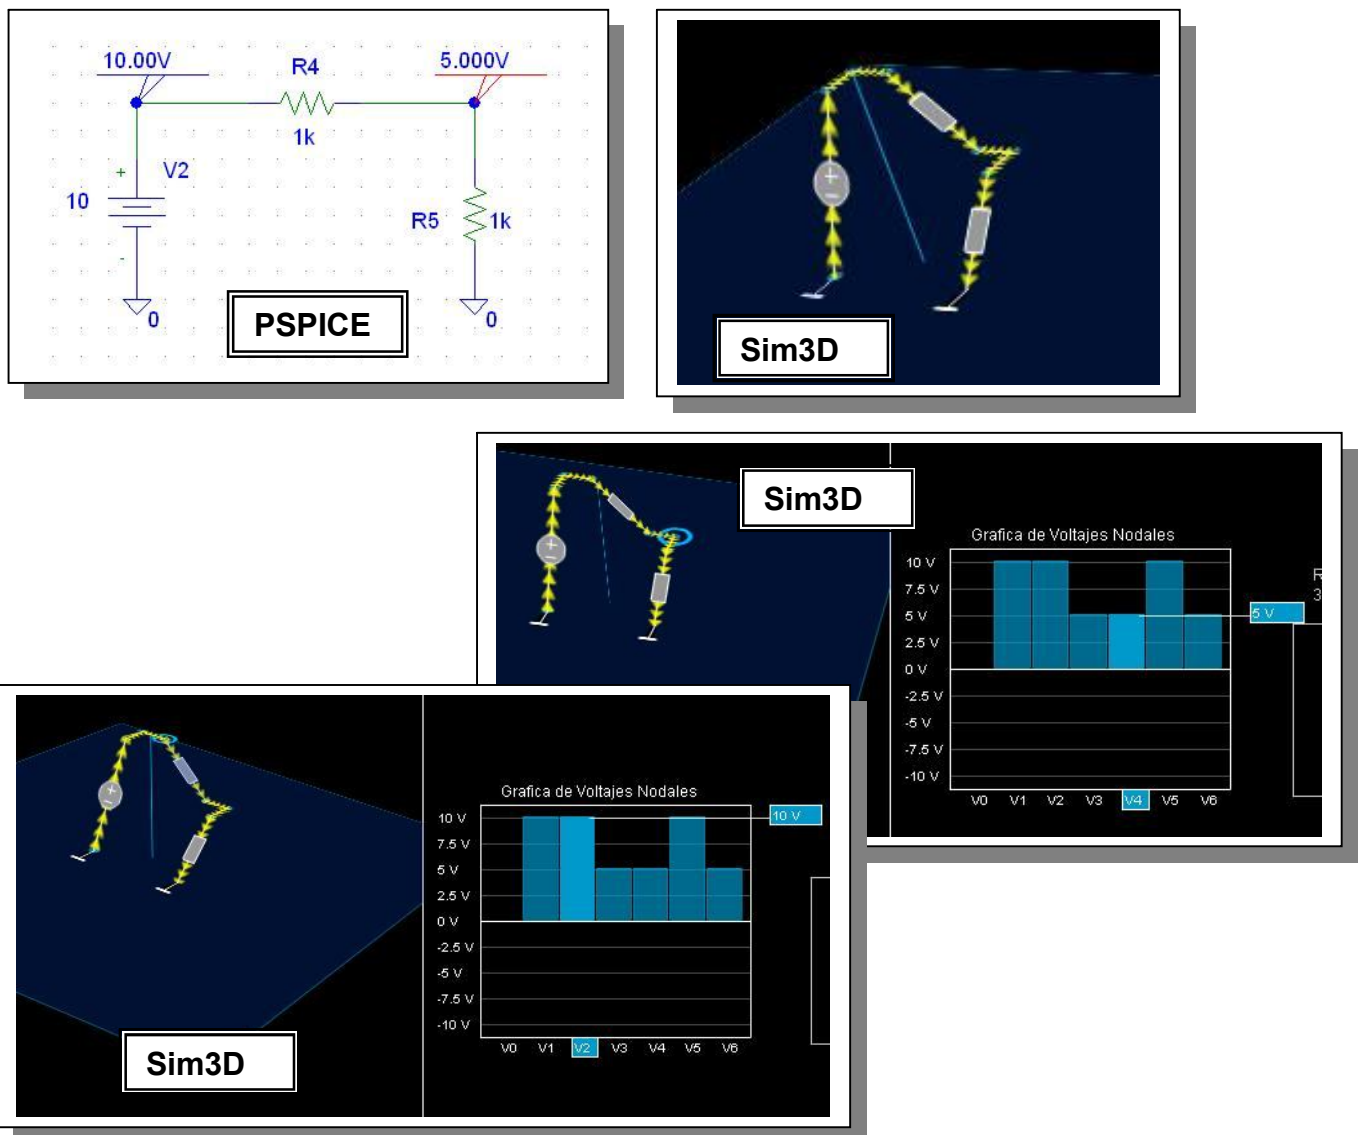 10.00V
5.000V
R4
1k
+
V2
10
R5
1k
-
0
0
PSPICE
+
Sim3D
Sim3D
+
Grafica de Voltajes Nodales
10 V
7.5 V
5 V
2.5 V
0 V
-2.5 V
-5 V
-7.5 V
-10 V
5 V
3
V0 V1 V2 V3 V4 V5 V6
Grafica de Voltajes Nodales
10 V
7.5 V
5 V
2.5 V
0 V
-2.5 V
-5 V
-7.5 V
-10 V
10 V
V0 V1 V2 V3 V4 V5 V6
Sim3D